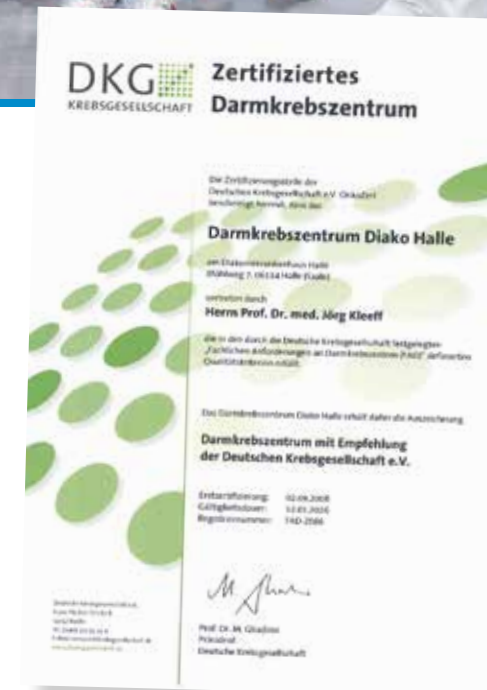 DKG
KREBSGESELLSCHAFT
Zertifiziertes
Darmkrebszentrum
Die Zertifizierungsstelle der
Deutschen Krebsgesellschaft e.V. (OnkoZert)
bescheinigt hiermit, dass das
Darmkrebszentrum Diako Halle
am Diakoniekrankenhaus Halle
Mühlweg 7, 06114 Halle (Saale)
vertreten durch
Herrn Prof. Dr. med. Jörg Kleeff
die in den durch die Deutsche Krebsgesellschaft festgelegten
„Fachlichen Anforderungen an Darmkrebszentren (FAD)“ definierten
Qualitätskriterien erfüllt.
Das Darmkrebszentrum Diako Halle erhält daher die Auszeichnung
Darmkrebszentrum mit Empfehlung
der Deutschen Krebsgesellschaft e.V.
Erstzertifizierung:
Gültigkeitsdauer:
Registriernummer:
Prof. Dr. M.
Präsident
Deutsche Krebsgesellschaft